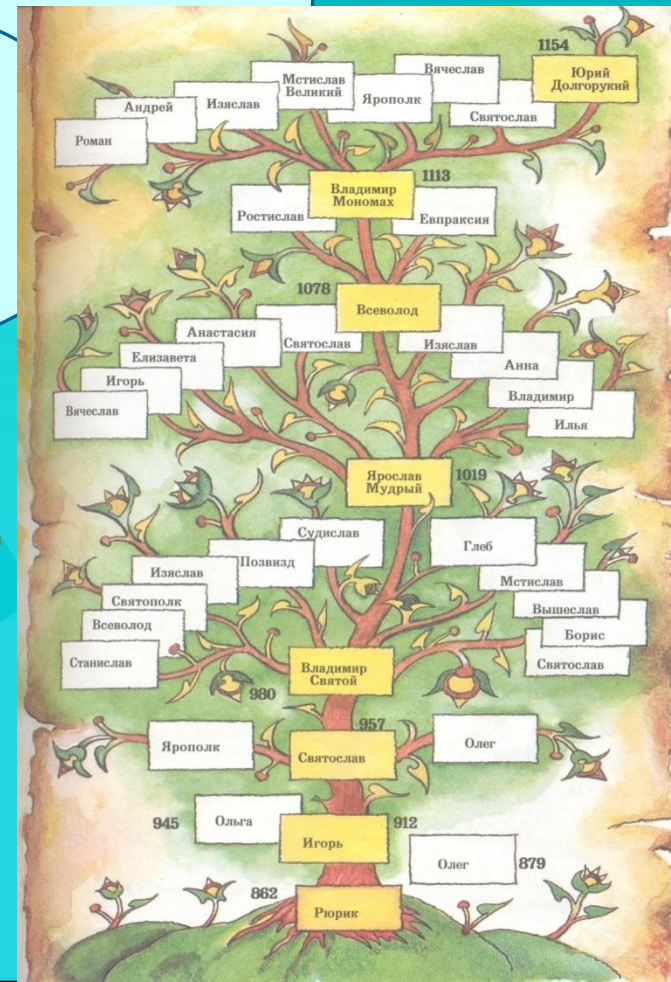 1154
Юрий
Долгорукий
Вячеслав
Мстислав
Великий
Ярополк
Святослав
Изяслав
Андрей
Роман
1113
Владимир
Мономах
Ростислав
Евпраксия
1078
Всеволод
Анастасия
Святослав
Изяслав
Елизавета
Анна
Игорь
Владимир
Вячеслав
Илья
Ярослав
Мудрый
1019
Судислав
Глеб
Позвизд
Изяслав
Мстислав
Святополк
Вышеслав
Всеволод
Борис
Станислав
Святослав
Владимир
Святой
980
957
Ярополк
Святослав
Олег
945
Ольга
912
Игорь
Олег
879
862
Рюрик